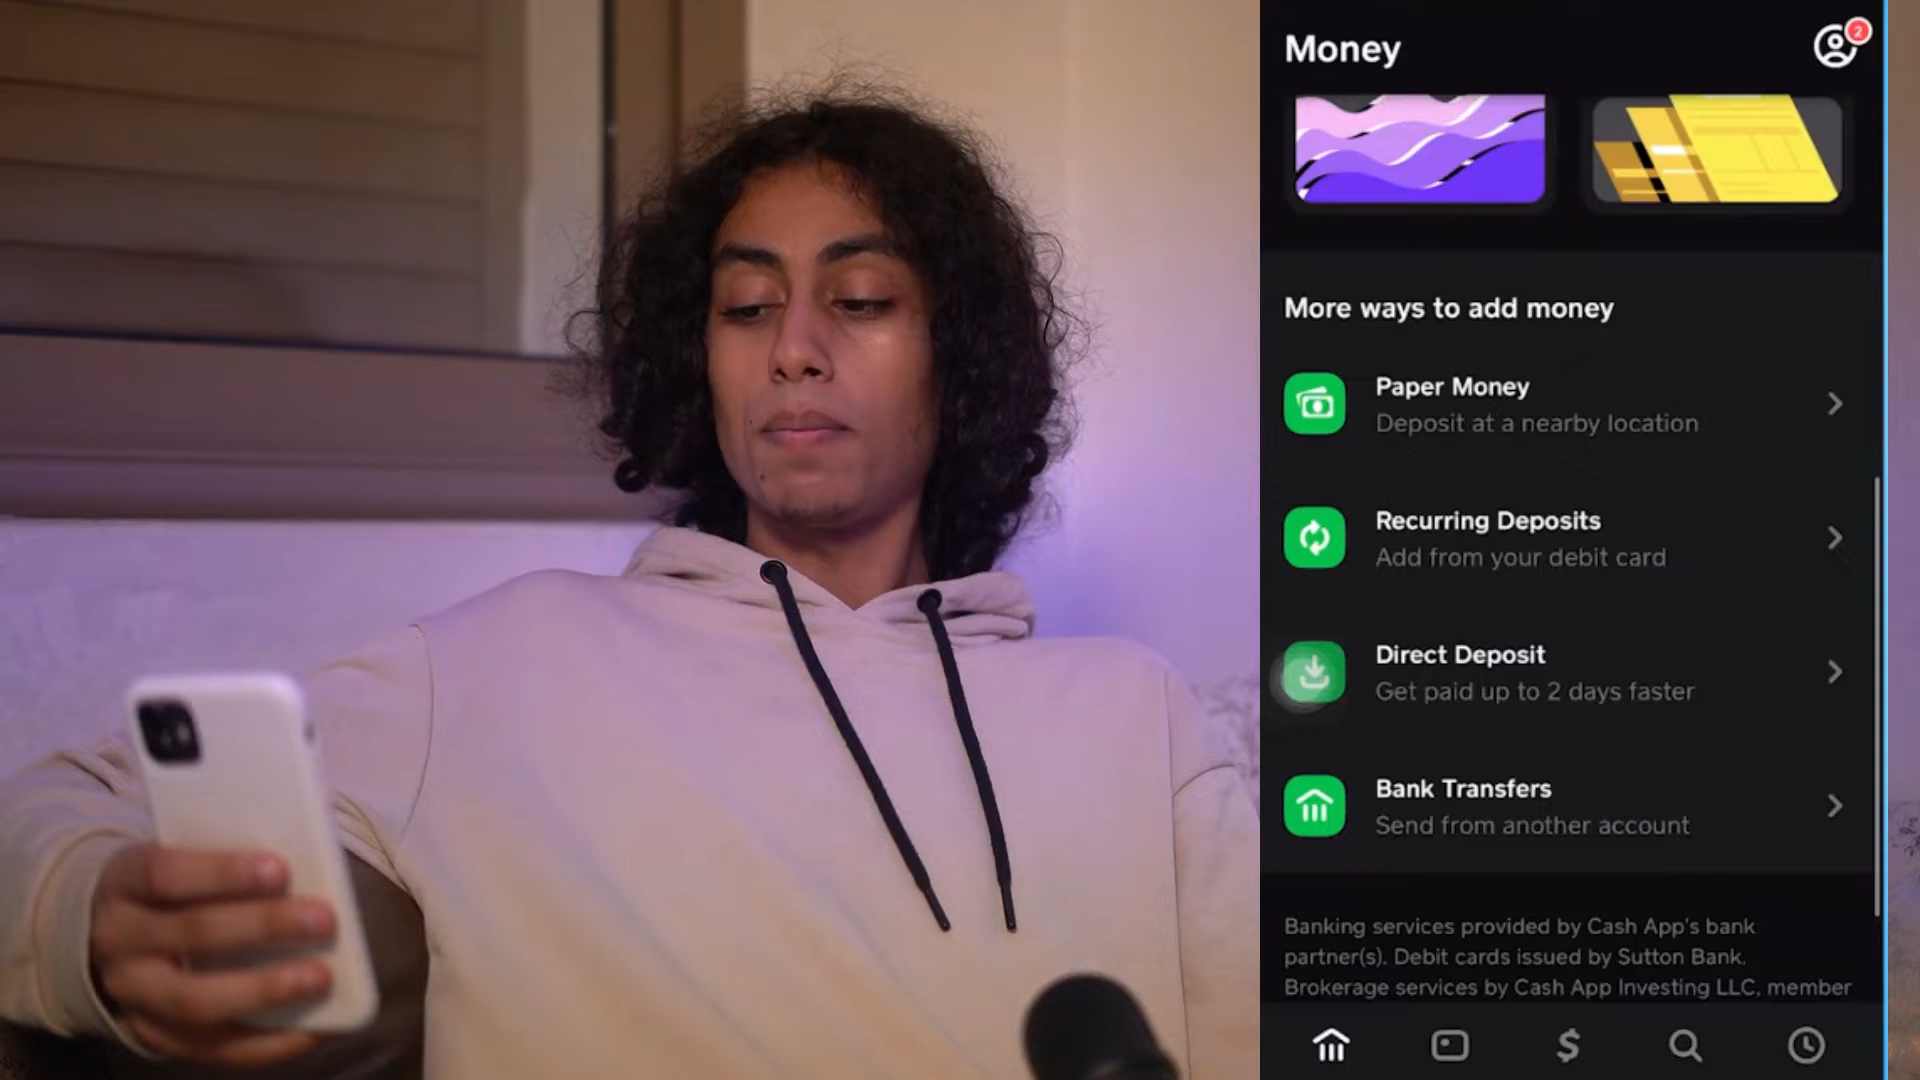 Money
2
More ways to add money
Paper Money
Deposit at a nearby location
Recurring Deposits
Add from your debit card
Direct Deposit
Get paid up to 2 days faster
Bank Transfers
Send from another account
Banking services provided by Cash App's bank
partner(s). Debit cards issued by Sutton Bank.
Brokerage services by Cash App Investing LLC, member